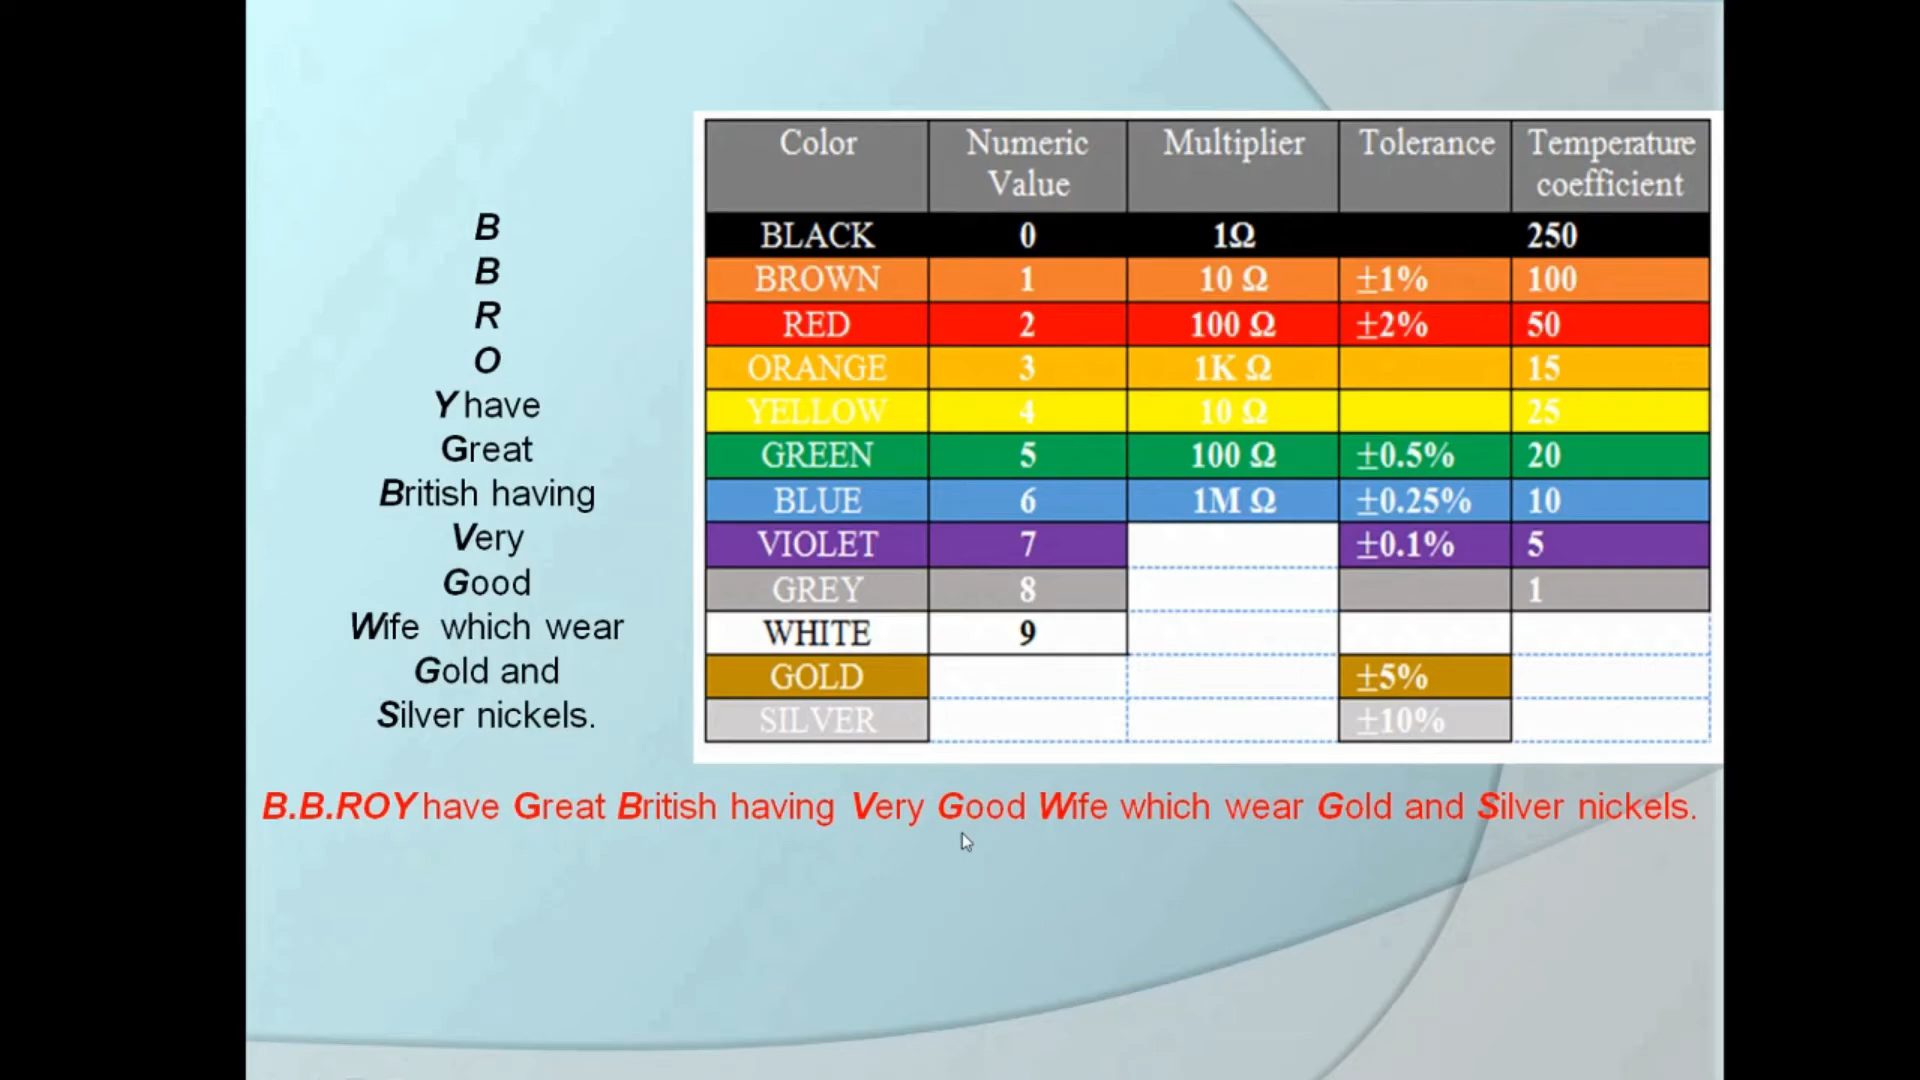 B
B
R
O
Y have
Great
British having
Very
Good
Wife which wear
Gold and
Silver nickels.
Color Numeric Value Multiplier Tolerance Temperature coefficient
BLACK 0 1Ω 250
BROWN 1 10 Ω ±1% 100
RED 2 100 Ω ±2% 50
ORANGE 3 1K Ω 15
YELLOW 4 10 Ω 25
GREEN 5 100 Ω ±0.5% 20
BLUE 6 1M Ω ±0.25% 10
VIOLET 7 ±0.1% 5
GREY 8 1
WHITE 9
GOLD ±5%
SILVER ±10%
B.B.ROY have Great British having Very Good Wife which wear Gold and Silver nickels.